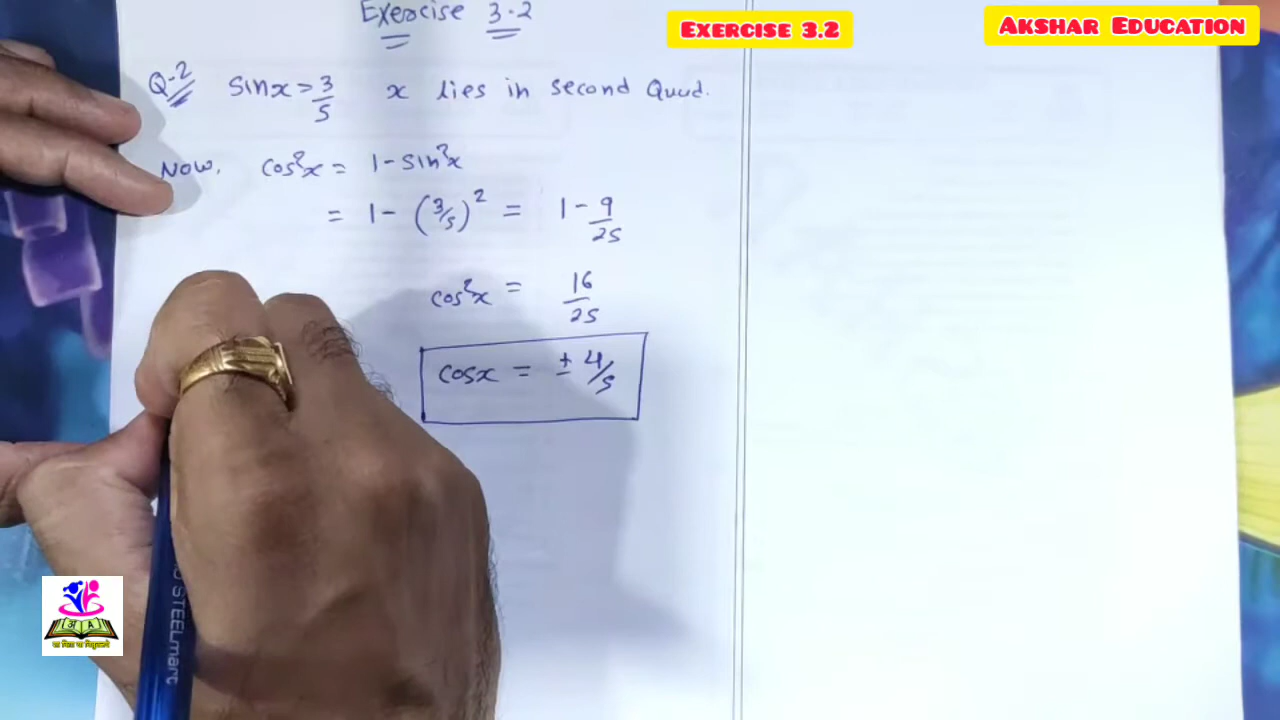 Exercise 3.2
EXERCISE 3.2
AKSHAR EDUCATION
Q-2 sinx = 3/5 x lies in second Quad.
Now, cos²x = 1 - sin²x
= 1 - (3/5)² = 1 - 9/25
cos²x = 16/25
cosx = ± 4/5
अ A
STEELmart